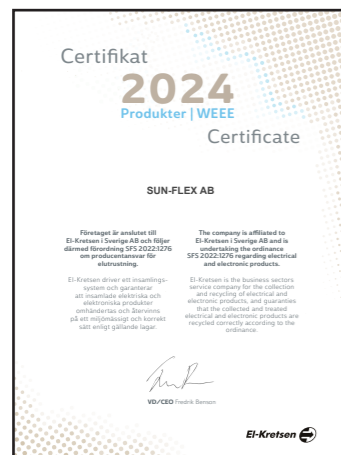 Certifikat
2024
Produkter | WEEE
Certificate
SUN-FLEX AB
Företaget är anslutet till
El-Kretsen i Sverige AB och följer
därmed förordning SFS 2022:1276
om producentansvar för
elutrustning.
El-Kretsen driver ett insamlings-
system och garanterar
att insamlade elektriska och
elektroniska produkter
omhändertas och återvinns
på ett miljömässigt och korrekt
sätt enligt gällande lagar.
The company is affiliated to
El-Kretsen i Sverige AB and is
undertaking the ordinance
SFS 2022:1276 regarding electrical
and electronic products.
El-Kretsen is the business sectors
service company for the collection
and recycling of electrical and
electronic products, and guaranties
that the collected and treated
electrical and electronic products are
recycled correctly according to the
ordinance.
VD/CEO Fredrik Benson
El-Kretsen